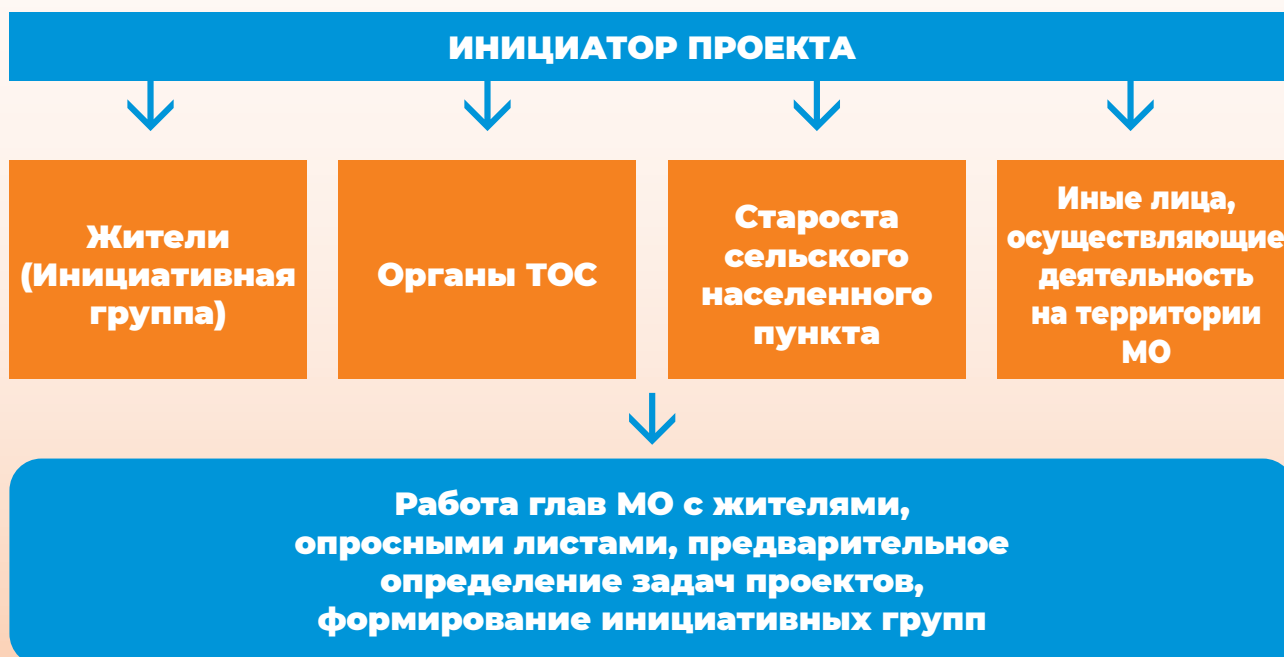 ИНИЦИАТОР ПРОЕКТА
Жители
(Инициативная
группа)
Органы ТОС
Староста
сельского
населенного
пункта
Иные лица,
осуществляющие
деятельность
на территории
МО
Работа глав МО с жителями,
опросными листами, предварительное
определение задач проектов,
формирование инициативных групп